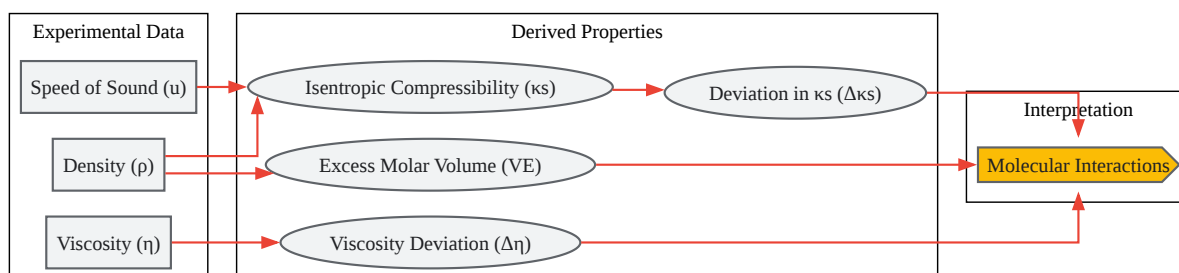 Experimental Data
Derived Properties
Speed of Sound (u)
Isentropic Compressibility (κs)
Deviation in κs (Δκs)
Interpretation
Density (ρ)
Excess Molar Volume (VE)
Molecular Interactions
Viscosity (η)
Viscosity Deviation (Δη)